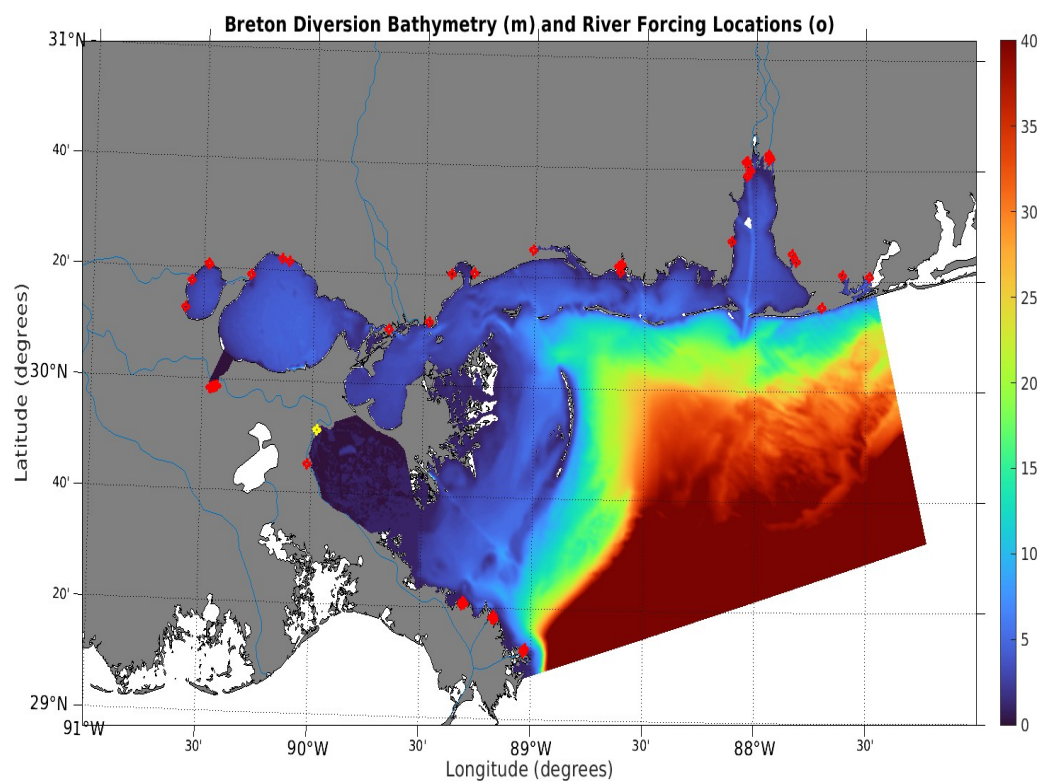 Breton Diversion Bathymetry (m) and River Forcing Locations (o)
31°N
40'
20'
30°N
40'
20'
29°N
91°W
30'
90°W
30'
89°W
30'
88°W
30'
Latitude (degrees)
Longitude (degrees)
40
35
30
25
20
15
10
5
0